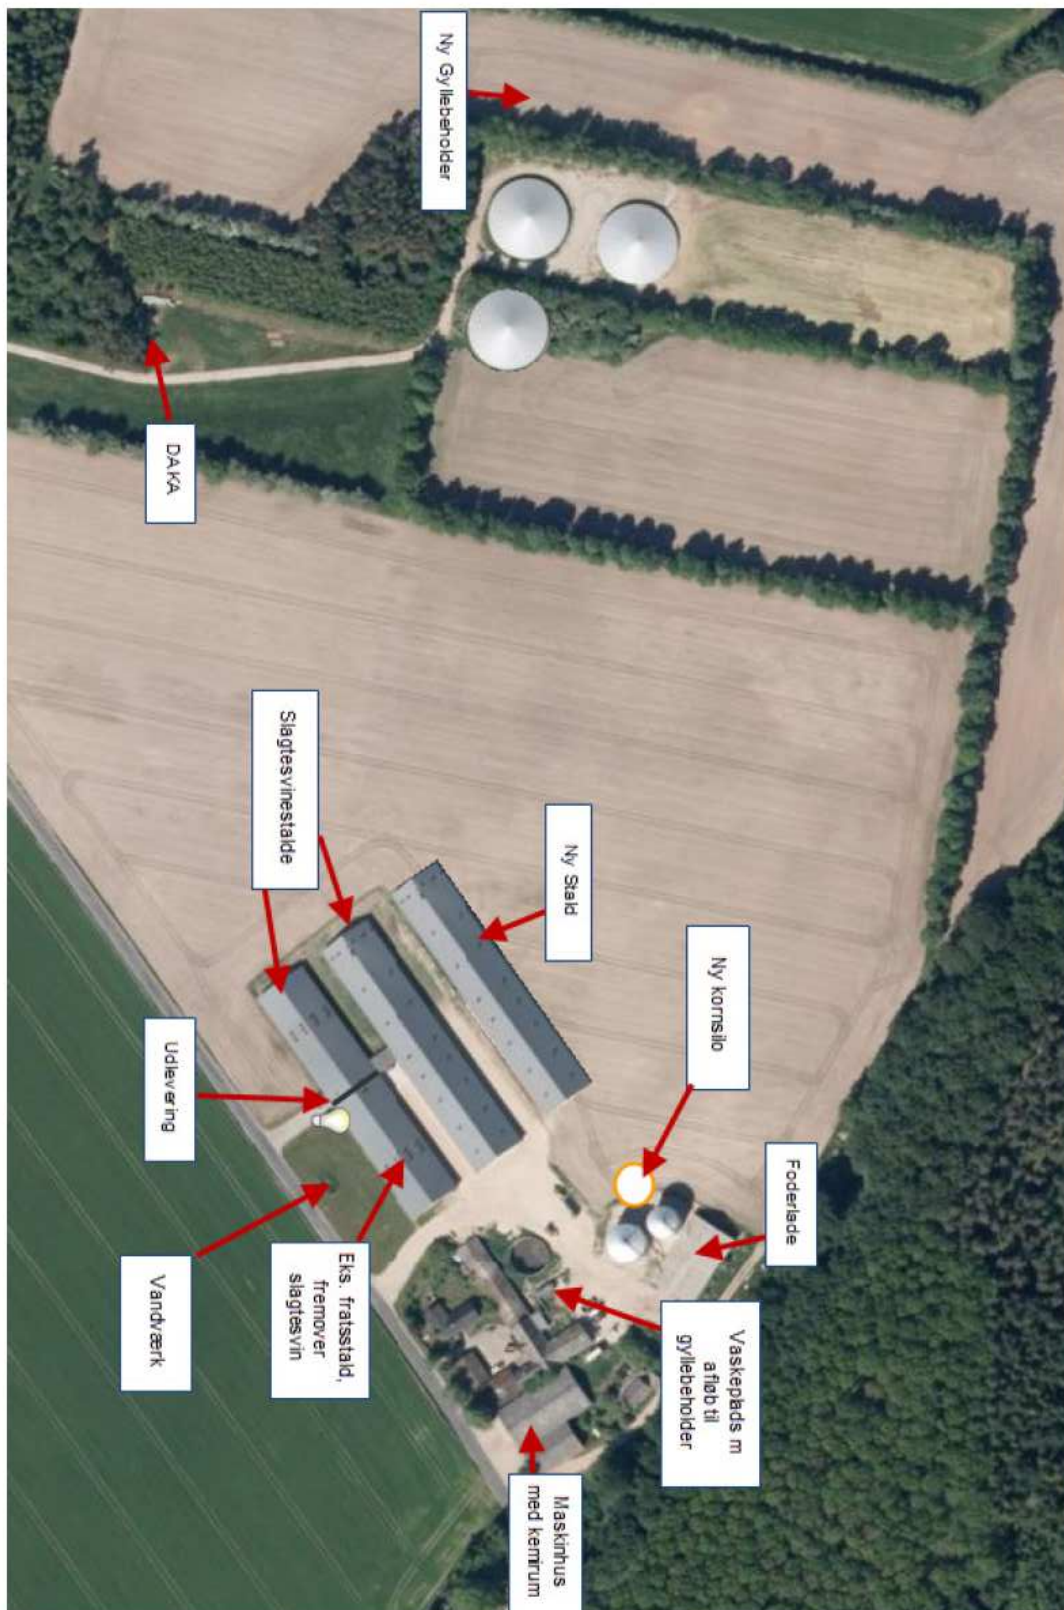 Ny Gyllebeholder
DAKA
Slagtesvinestalde
Ny Stald
Ny kornsilo
Foderlade
Udlevering
Vandværk
Eks. fratsstald,
fremover
slagtesvin
Vaskeplads m
afløb til
gyllebeholder
Maskinhus
med kemirum